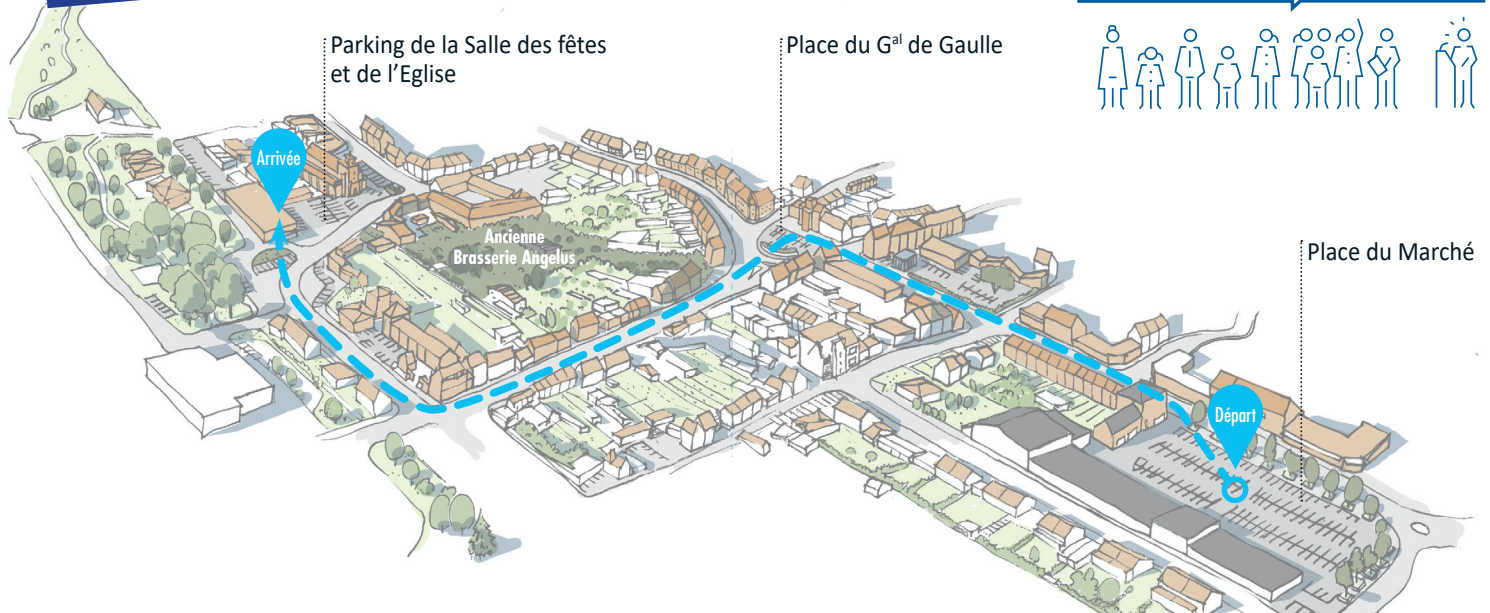 Parking de la Salle des fêtes
et de l'Eglise
Place du Gal de Gaulle
Arrivée
Ancienne
Brasserie Angelus
Place du Marché
Départ